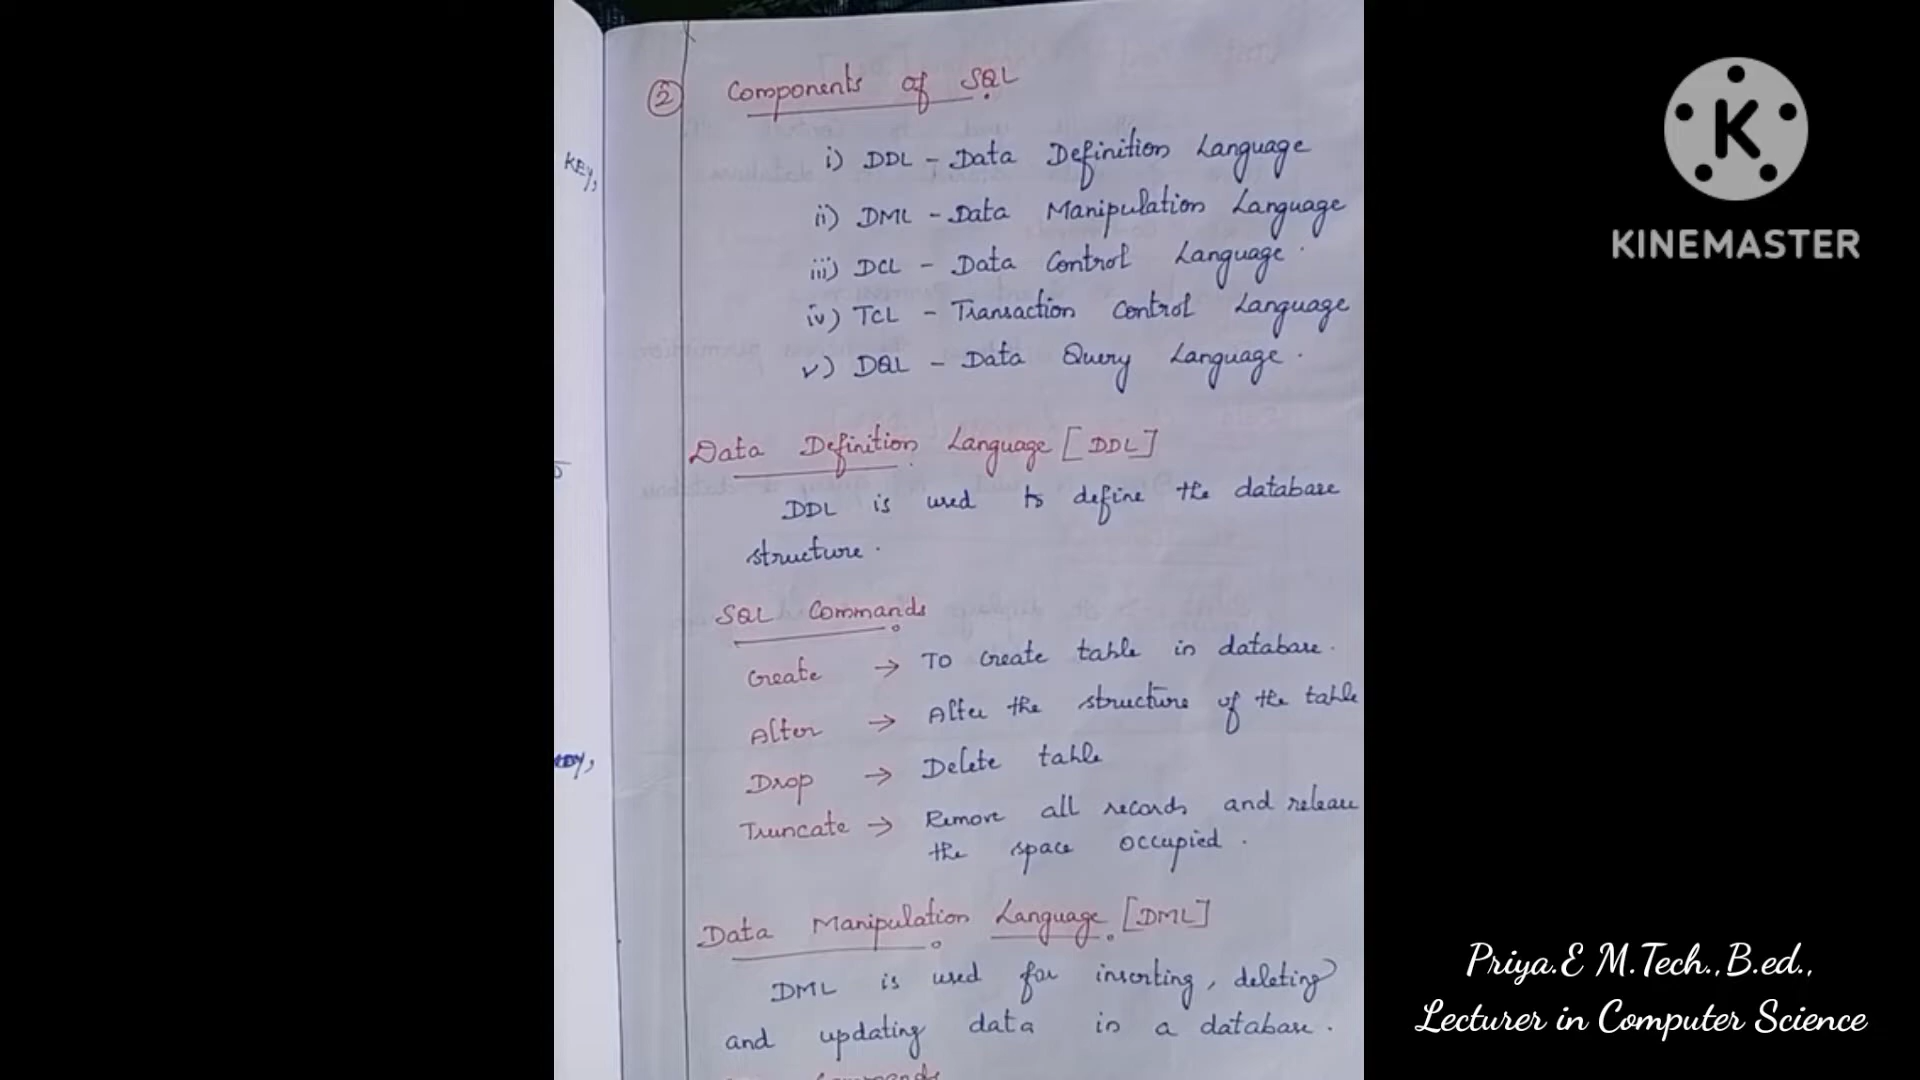 ② Components of SQL
i) DDL - Data Definition Language
ii) DML - Data Manipulation Language
iii) DCL - Data Control Language.
iv) TCL - Transaction Control Language
v) DQL - Data Query Language.
Data Definition Language [DDL]
DDL is used to define the database
structure.
SQL Commands
Create → To create table in database.
Alter → Alter the structure of the table
Drop → Delete table
Truncate → Remove all records and release
the space occupied.
Data Manipulation Language [DML]
DML is used for inserting, deleting
and updating data in a database.
Commands
KEY,
K
KINEMASTER
Priya.E M.Tech.,B.ed.,
Lecturer in Computer Science